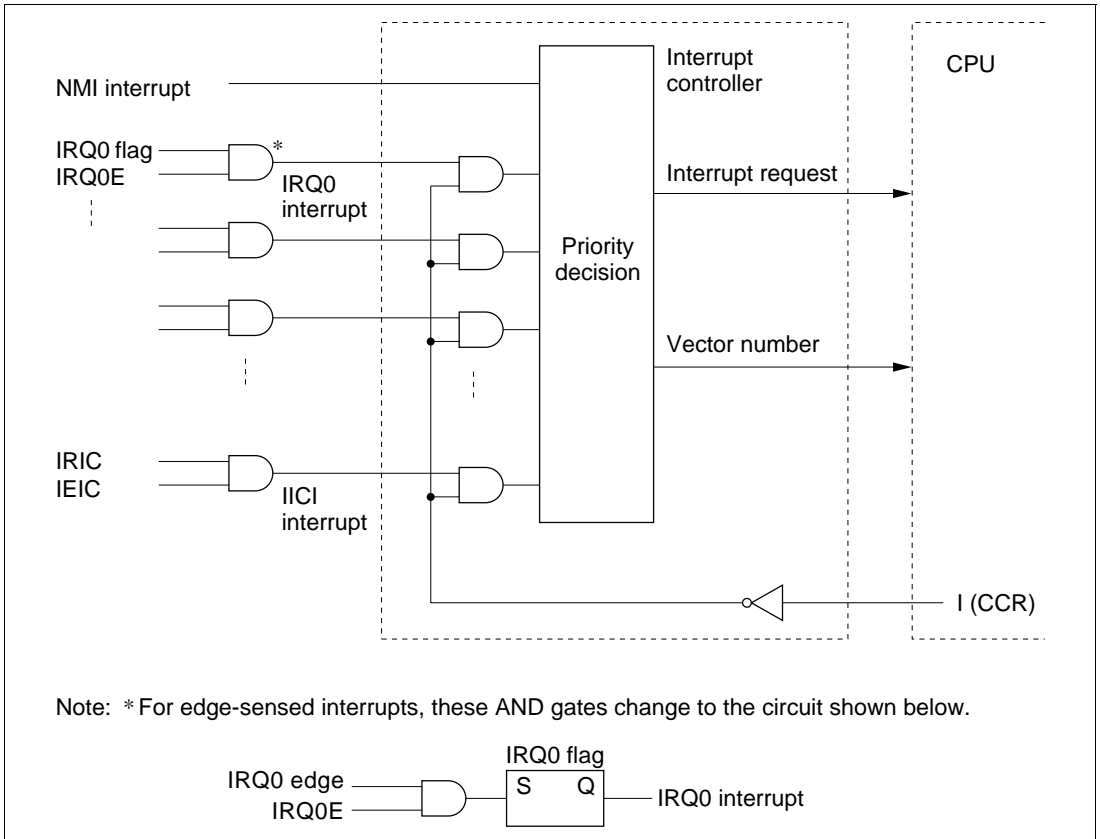 NMI interrupt
Interrupt
controller
CPU
IRQ0 flag
IRQ0E
*
IRQ0
interrupt
Interrupt request
Priority
decision
Vector number
IRIC
IEIC
IICI
interrupt
I (CCR)
Note: * For edge-sensed interrupts, these AND gates change to the circuit shown below.
IRQ0 flag
IRQ0 edge
IRQ0E
S Q
IRQ0 interrupt